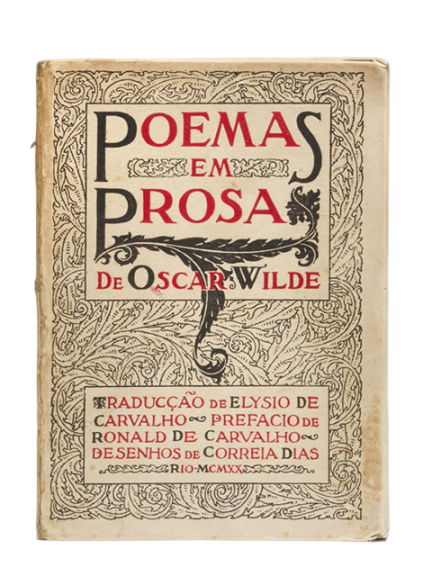 POEMAS
EM
PROSA
DE OSCAR WILDE
TRADUCÇÃO DE ELYSIO DE
CARVALHO ~ PREFACIO DE
RONALD DE CARVALHO ~
DESENHOS DE CORREIA DIAS
RIO-MCMXX